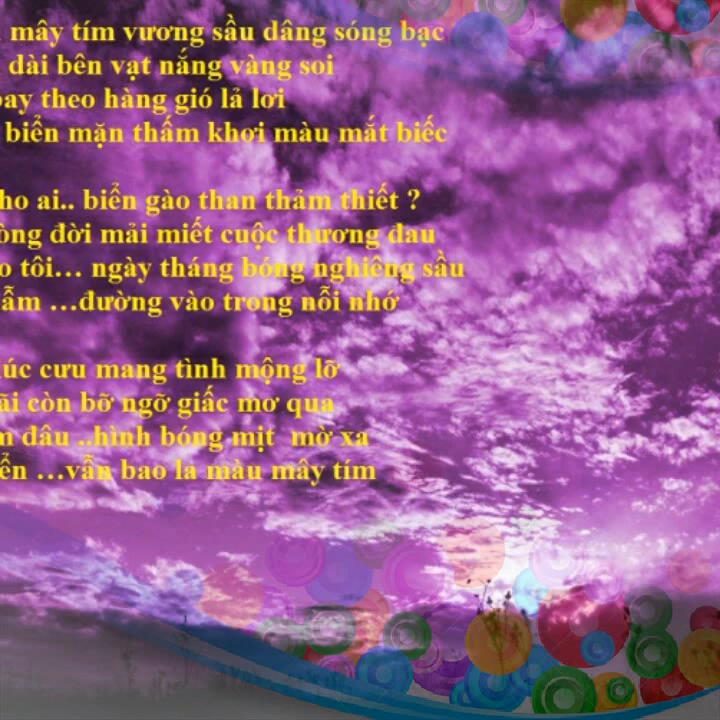 mây tím vương sầu dâng sóng bạc
dài bên vạt nắng vàng soi
bay theo hàng gió lả lơi
biển mặn thấm khơi màu mắt biếc
ho ai.. biển gào than thảm thiết ?
òng đời mải miết cuộc thương đau
o tôi… ngày tháng bóng nghiêng sầu
ẫm …đường vào trong nỗi nhớ
úc cưu mang tình mộng lỡ
ãi còn bỡ ngỡ giấc mơ qua
m đâu ..hình bóng mịt mờ xa
ển …vẫn bao la màu mây tím